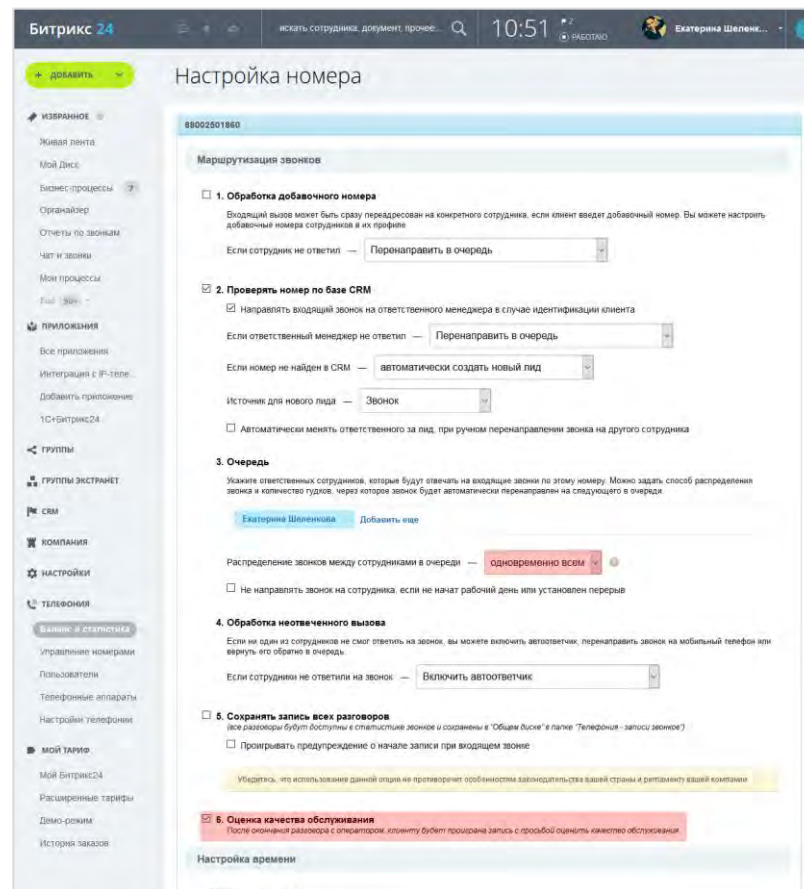 Битрикс 24
искать сотрудника, документ, прочее...
10:51
2
РАБОТАЮ
Екатерина Шеленк...
+ ДОБАВИТЬ
Настройка номера
ИЗБРАННОЕ
Живая лента
Мой Диск
Бизнес-процессы 7
Органайзер
Отчеты по звонкам
Чат и звонки
Мои процессы
Ещё 50+
ПРИЛОЖЕНИЯ
Все приложения
Интеграция с IP-теле...
Добавить приложение
1С+Битрикс24
ГРУППЫ
ГРУППЫ ЭКСТРАНЕТ
CRM
КОМПАНИЯ
НАСТРОЙКИ
ТЕЛЕФОНИЯ
Баланс и статистика
Управление номерами
Пользователи
Телефонные аппараты
Настройки телефонии
МОЙ ТАРИФ
Мой Битрикс24
Расширенные тарифы
Демо-режим
История заказов
88002501860
Маршрутизация звонков
1. Обработка добавочного номера
Входящий вызов может быть сразу переадресован на конкретного сотрудника, если клиент введет добавочный номер. Вы можете настроить
добавочные номера сотрудников в их профиле
Если сотрудник не ответил — Перенаправить в очередь
2. Проверять номер по базе CRM
Направлять входящий звонок на ответственного менеджера в случае идентификации клиента
Если ответственный менеджер не ответил — Перенаправить в очередь
Если номер не найден в CRM — автоматически создать новый лид
Источник для нового лида — Звонок
Автоматически менять ответственного за лид, при ручном перенаправлении звонка на другого сотрудника
3. Очередь
Укажите ответственных сотрудников, которые будут отвечать на входящие звонки по этому номеру. Можно задать способ распределения
звонка и количество гудков, через которое звонок будет автоматически перенаправлен на следующего в очереди.
Екатерина Шеленкова Добавить еще
Распределение звонков между сотрудниками в очереди — одновременно всем
Не направлять звонок на сотрудника, если не начат рабочий день или установлен перерыв
4. Обработка неотвеченного вызова
Если ни один из сотрудников не смог ответить на звонок, вы можете включить автоответчик, перенаправить звонок на мобильный телефон или
вернуть его обратно в очередь.
Если сотрудники не ответили на звонок — Включить автоответчик
5. Сохранять запись всех разговоров
(все разговоры будут доступны в статистике звонков и сохранены в "Общем диске" в папке "Телефония - записи звонков")
Проигрывать предупреждение о начале записи при входящем звонке
Убедитесь, что использование данной опции не противоречит особенностям законодательства вашей страны и регламенту вашей компании
6. Оценка качества обслуживания
После окончания разговора с оператором, клиенту будет проиграна запись с просьбой оценить качество обслуживания
Настройка времени